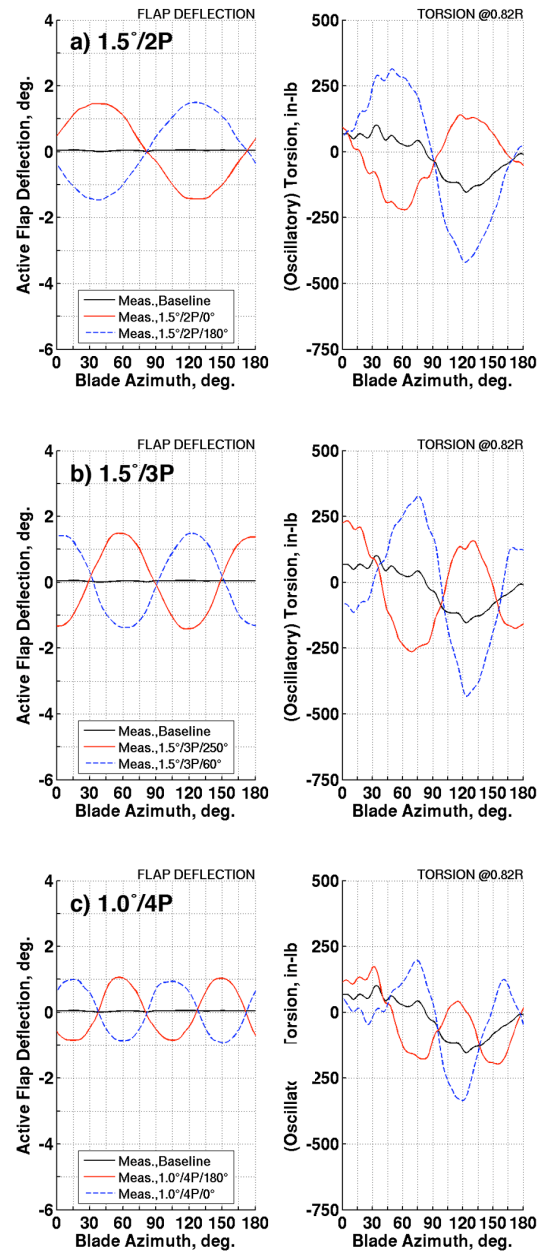 FLAP DEFLECTION
a) 1.5°/2P
Active Flap Deflection, deg.
4
2
0
-2
-4
-6
Meas.,Baseline
Meas.,1.5°/2P/0°
Meas.,1.5°/2P/180°
0 30 60 90 120 150 180
Blade Azimuth, deg.
TORSION @0.82R
(Oscillatory) Torsion, in-lb
500
250
0
-250
-500
-750
0 30 60 90 120 150 180
Blade Azimuth, deg.
FLAP DEFLECTION
b) 1.5°/3P
Active Flap Deflection, deg.
4
2
0
-2
-4
-6
Meas.,Baseline
Meas.,1.5°/3P/250°
Meas.,1.5°/3P/60°
0 30 60 90 120 150 180
Blade Azimuth, deg.
TORSION @0.82R
(Oscillatory) Torsion, in-lb
500
250
0
-250
-500
-750
0 30 60 90 120 150 180
Blade Azimuth, deg.
FLAP DEFLECTION
c) 1.0°/4P
Active Flap Deflection, deg.
4
2
0
-2
-4
-6
Meas.,Baseline
Meas.,1.0°/4P/180°
Meas.,1.0°/4P/0°
0 30 60 90 120 150 180
Blade Azimuth, deg.
TORSION @0.82R
Torsion, in-lb
500
250
0
250
-500
-750
0 30 60 90 120 150 180
Blade Azimuth, deg.